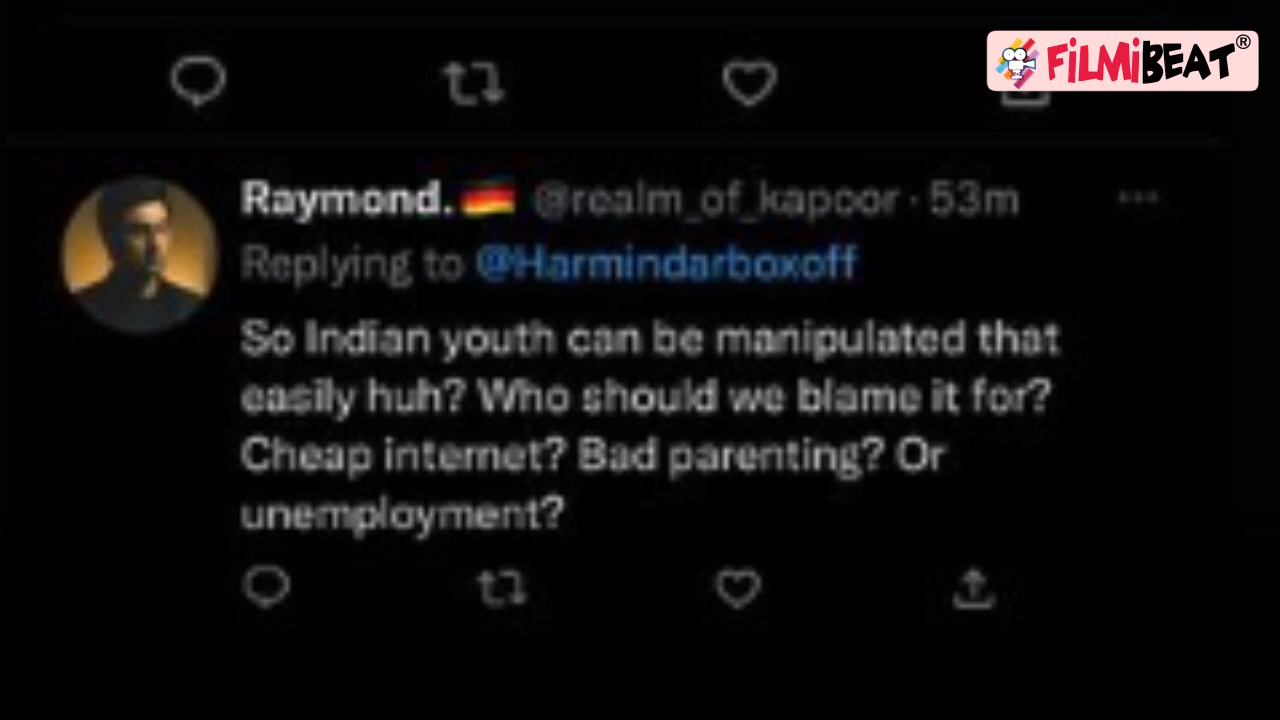 FiLMiBEAT®
Raymond. @realm_of_kapoor · 53m
Replying to @Harmindarboxoff
So Indian youth can be manipulated that
easily huh? Who should we blame it for?
Cheap internet? Bad parenting? Or
unemployment?